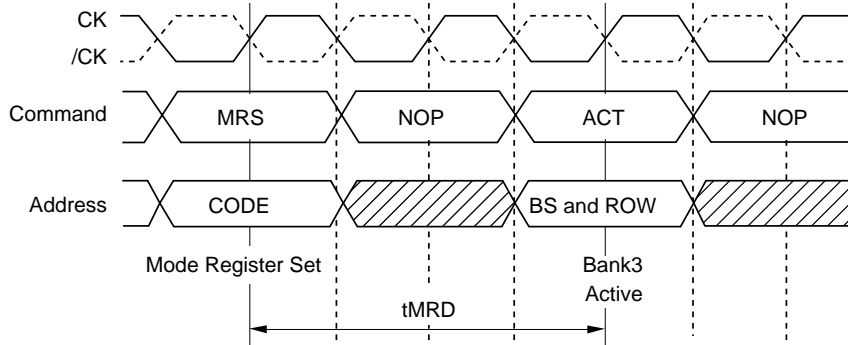 CK
/CK
Command MRS NOP ACT NOP
Address CODE BS and ROW
Mode Register Set Bank3
Active
tMRD